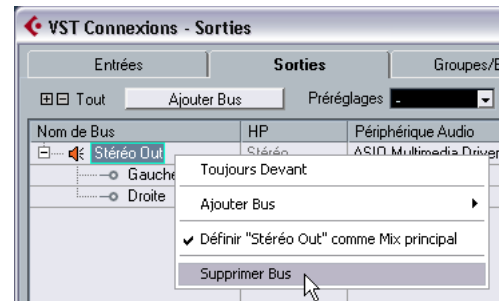 VST Connexions - Sorties
Entrées Sorties Groupes/E
Tout Ajouter Bus Préréglages -
Nom de Bus HP Périphérique Audio
Stéréo Out Stéréo ASIO Multimedia Driver
Gauche
Droite
Toujours Devant
Ajouter Bus
Définir "Stéréo Out" comme Mix principal
Supprimer Bus